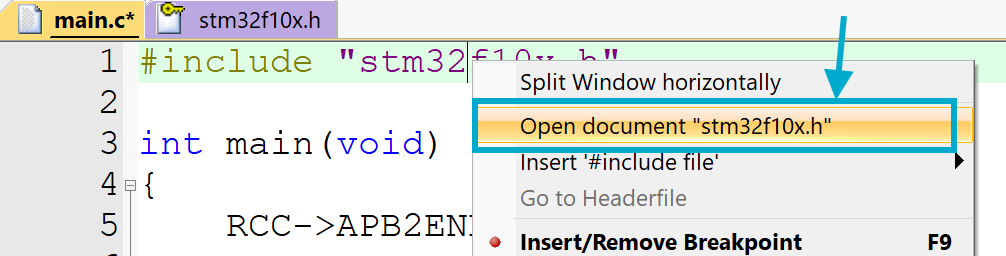 main.c* stm32f10x.h
1 #include "stm32f10x.h"
Split Window horizontally
2
Open document "stm32f10x.h"
3 int main(void)
Insert '#include file'
4 {
Go to Headerfile
5 RCC->APB2EN
Insert/Remove Breakpoint F9